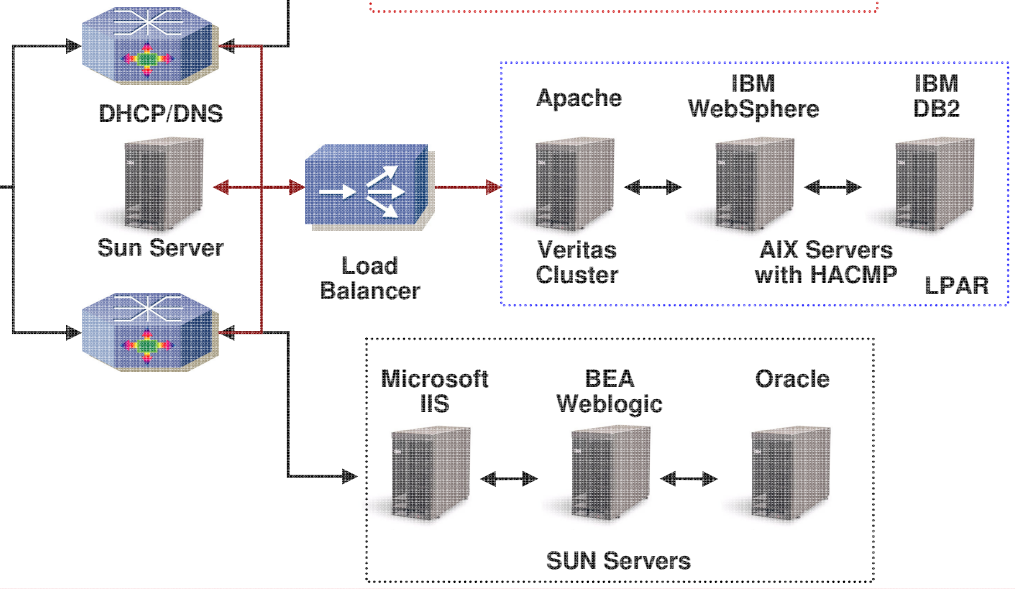 DHCP/DNS
Sun Server
Load
Balancer
Apache
IBM
WebSphere
IBM
DB2
Veritas
Cluster
AIX Servers
with HACMP
LPAR
Microsoft
IIS
BEA
Weblogic
Oracle
SUN Servers